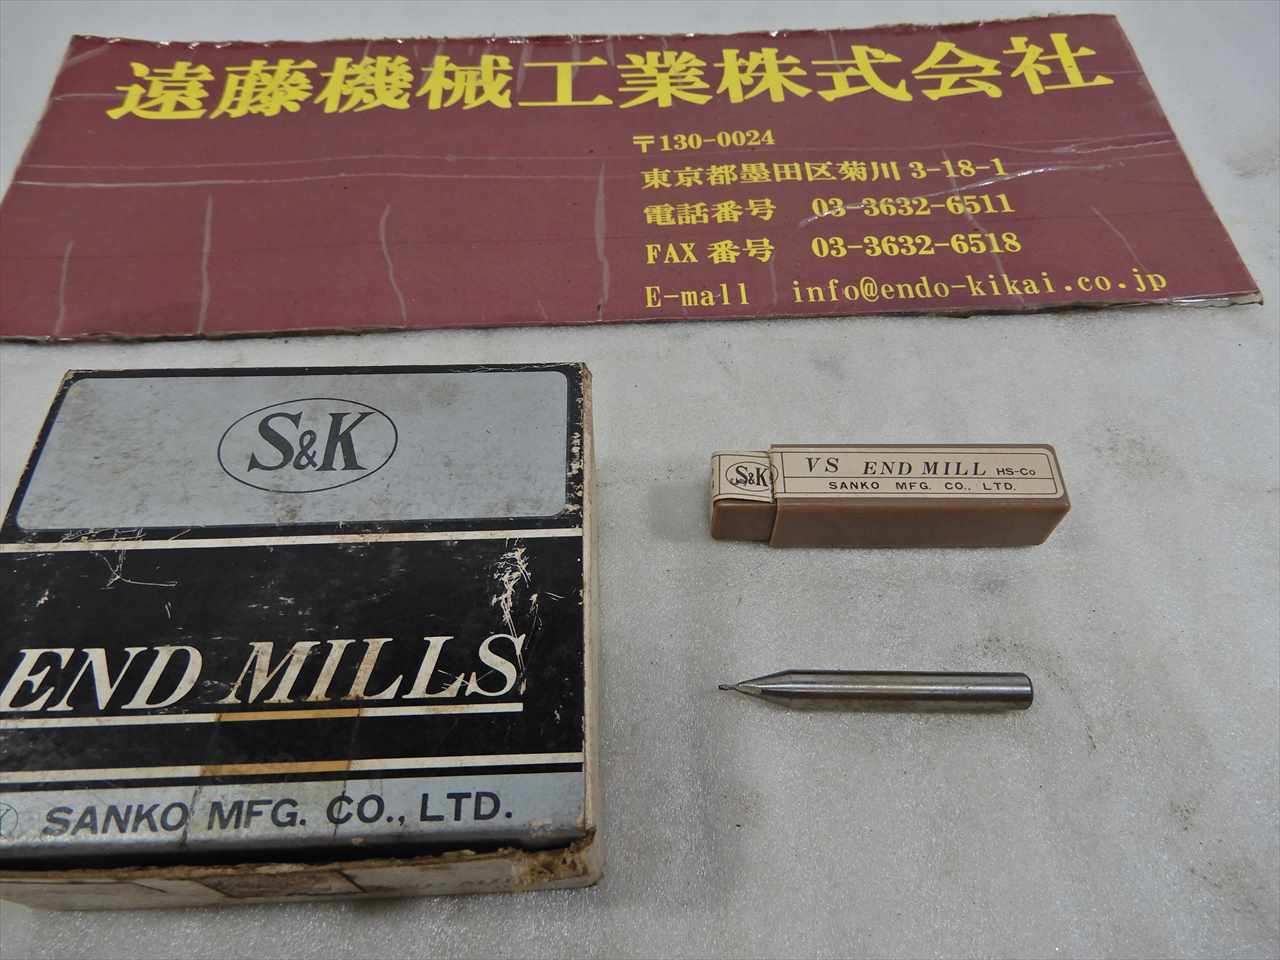 遠藤機械工業株式会社
〒130-0024
東京都墨田区菊川 3-18-1
電話番号 03-3632-6511
FAX 番号 03-3632-6518
E-mall info@endo-kikai.co.jp
S&K
END MILLS
SANKO MFG. CO., LTD.
S&K
VS END MILL HS-Co
SANKO MFG. CO., LTD.